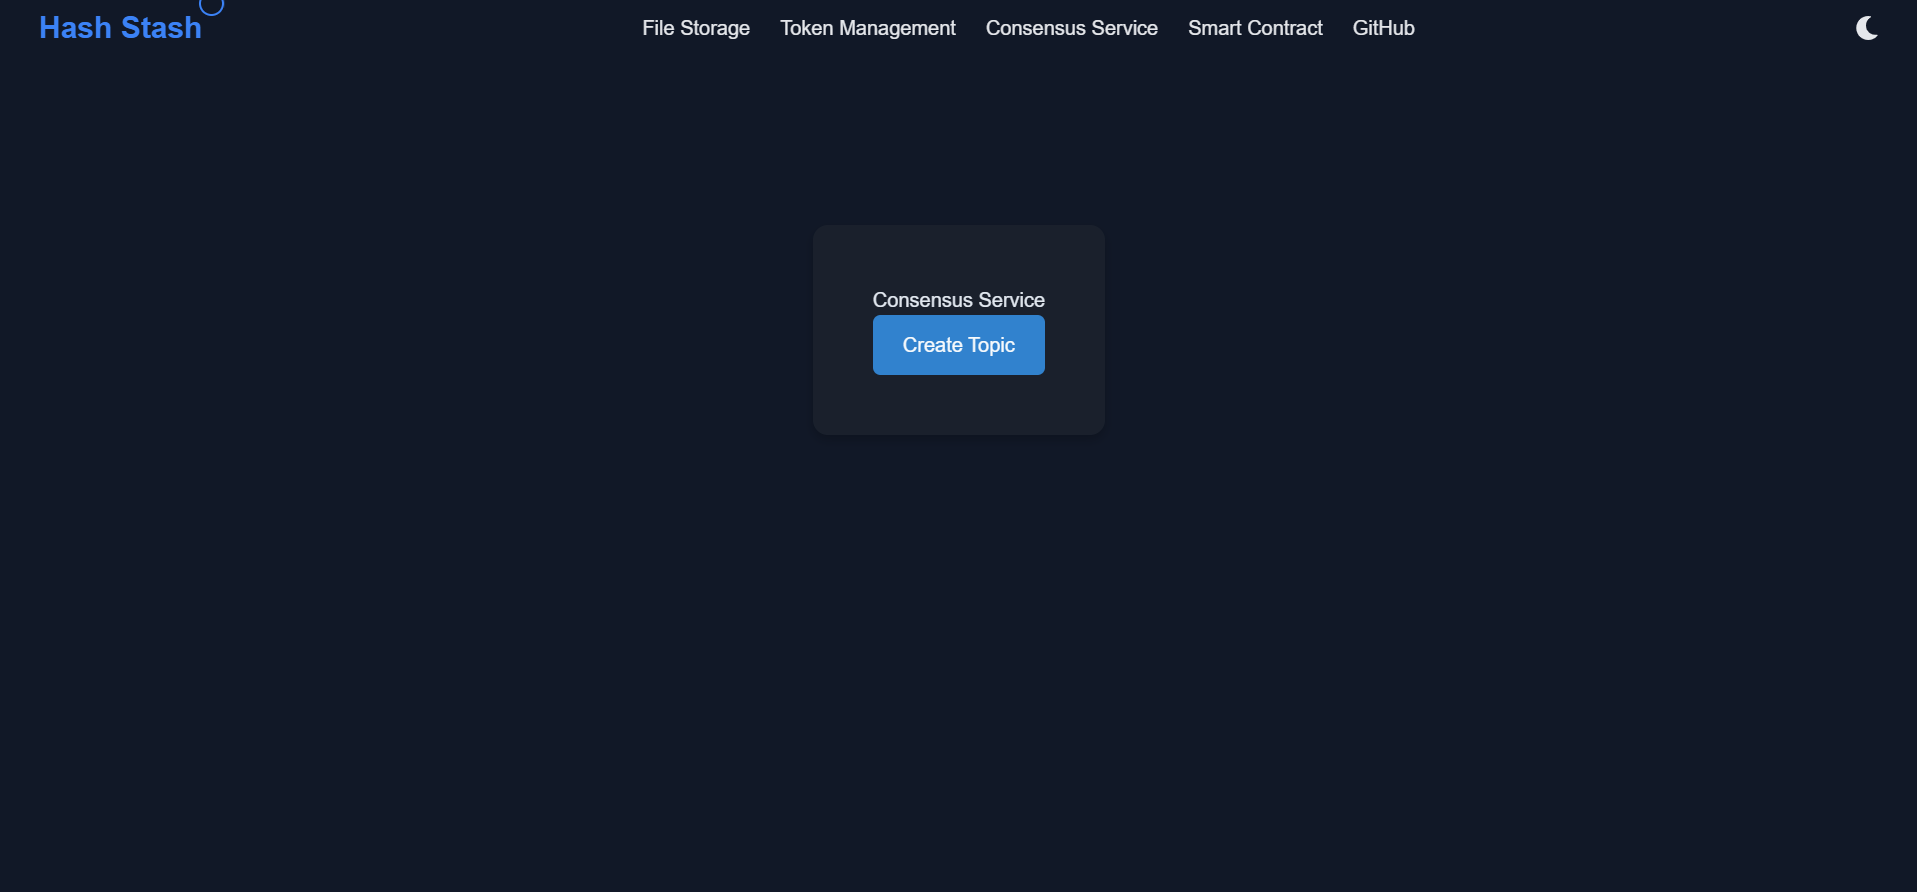 Hash Stash
File Storage Token Management Consensus Service Smart Contract GitHub
Consensus Service
Create Topic